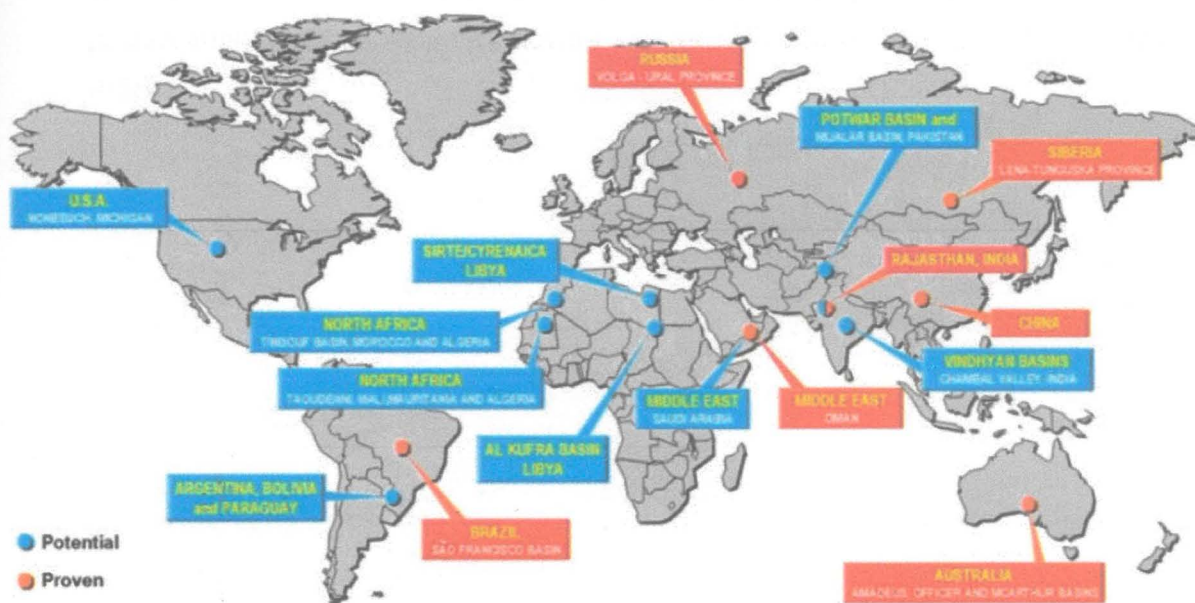 RUSSIA
VOLGA - URAL PROVINCE
POTWAR BASIN and
MIJALAR BASIN, PAKISTAN
SIBERIA
LENA-TUNGUSKA PROVINCE
U.S.A.
NONESUCH, MICHIGAN
SIRTE/CYRENAICA
LIBYA
RAJASTHAN, INDIA
NORTH AFRICA
TINDOUF BASIN, MOROCCO AND ALGERIA
CHINA
NORTH AFRICA
TAOUDENNI, MALI, MAURITANIA AND ALGERIA
VINDHYAN BASINS
CHAMBAL VALLEY, INDIA
MIDDLE EAST
SAUDI ARABIA
MIDDLE EAST
OMAN
AL KUFRA BASIN
LIBYA
ARGENTINA, BOLIVIA
and PARAGUAY
BRAZIL
SÃO FRANCISCO BASIN
Potential
Proven
AUSTRALIA
AMADEUS, OFFICER AND MCARTHUR BASINS